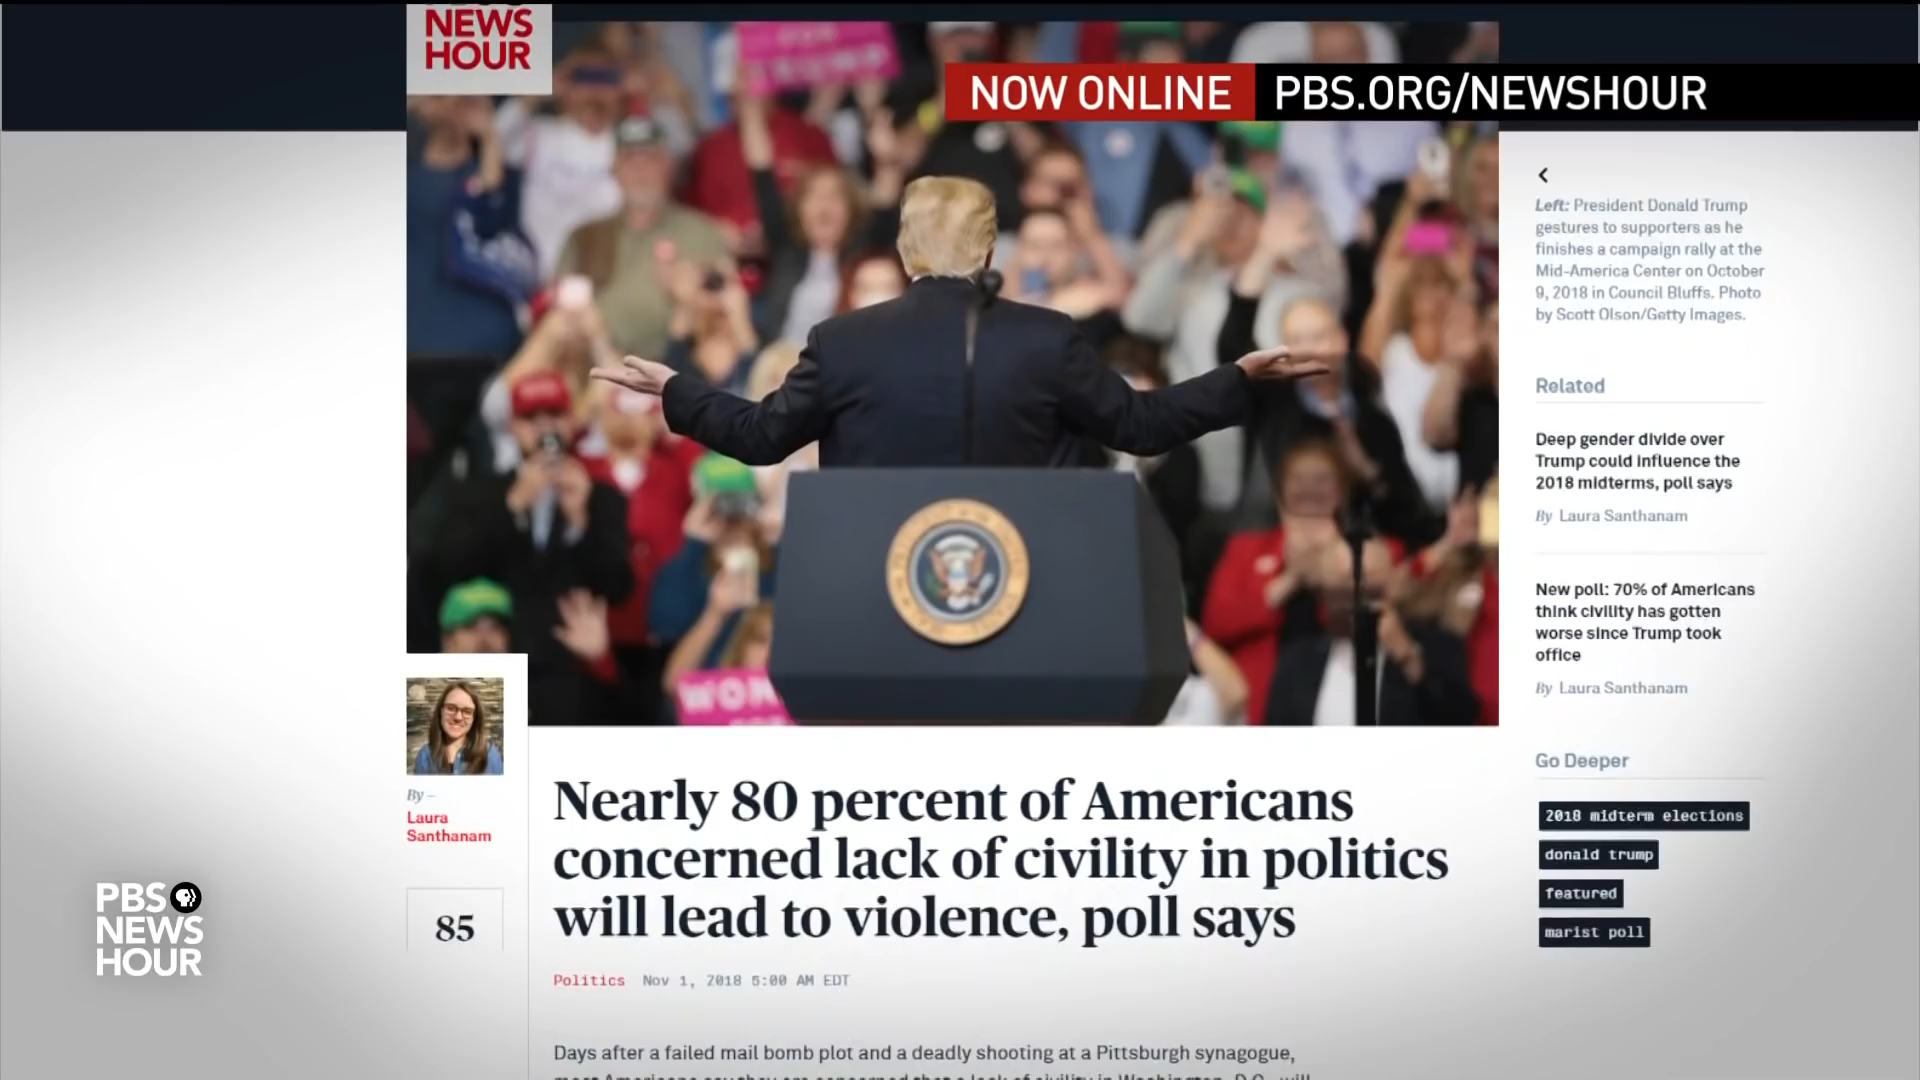 NEWS
HOUR
NOW ONLINE PBS.ORG/NEWSHOUR
Left: President Donald Trump
gestures to supporters as he
finishes a campaign rally at the
Mid-America Center on October
9, 2018 in Council Bluffs. Photo
by Scott Olson/Getty Images.
Related
Deep gender divide over
Trump could influence the
2018 midterms, poll says
By Laura Santhanam
New poll: 70% of Americans
think civility has gotten
worse since Trump took
office
By Laura Santhanam
Go Deeper
2018 midterm elections
donald trump
featured
marist poll
WOM
By –
Laura
Santhanam
85
Nearly 80 percent of Americans
concerned lack of civility in politics
will lead to violence, poll says
Politics Nov 1, 2018 5:00 AM EDT
Days after a failed mail bomb plot and a deadly shooting at a Pittsburgh synagogue,
PBS
NEWS
HOUR